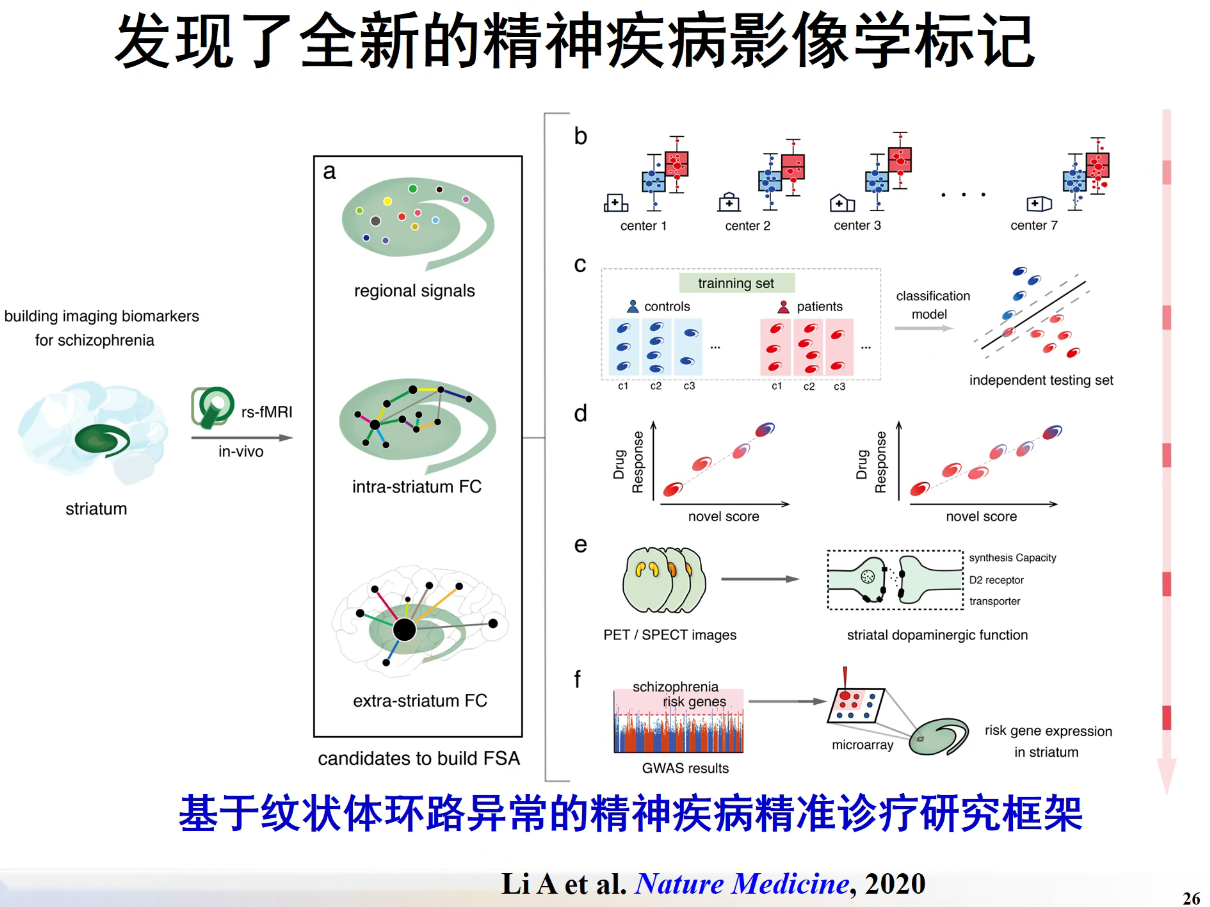 发现了全新的精神疾病影像学标记
building imaging biomarkers
for schizophrenia
striatum
rs-fMRI
in-vivo
a
regional signals
intra-striatum FC
extra-striatum FC
candidates to build FSA
b
center 1
center 2
center 3
. . .
center 7
c
trainning set
controls
patients
c1
c2
c3
...
c1
c2
c3
...
classification
model
independent testing set
d
Drug
Response
novel score
Drug
Response
novel score
e
PET / SPECT images
synthesis Capacity
D2 receptor
transporter
striatal dopaminergic function
f
schizophrenia
risk genes
GWAS results
microarray
risk gene expression
in striatum
基于纹状体环路异常的精神疾病精准诊疗研究框架
Li A et al. Nature Medicine, 2020
26